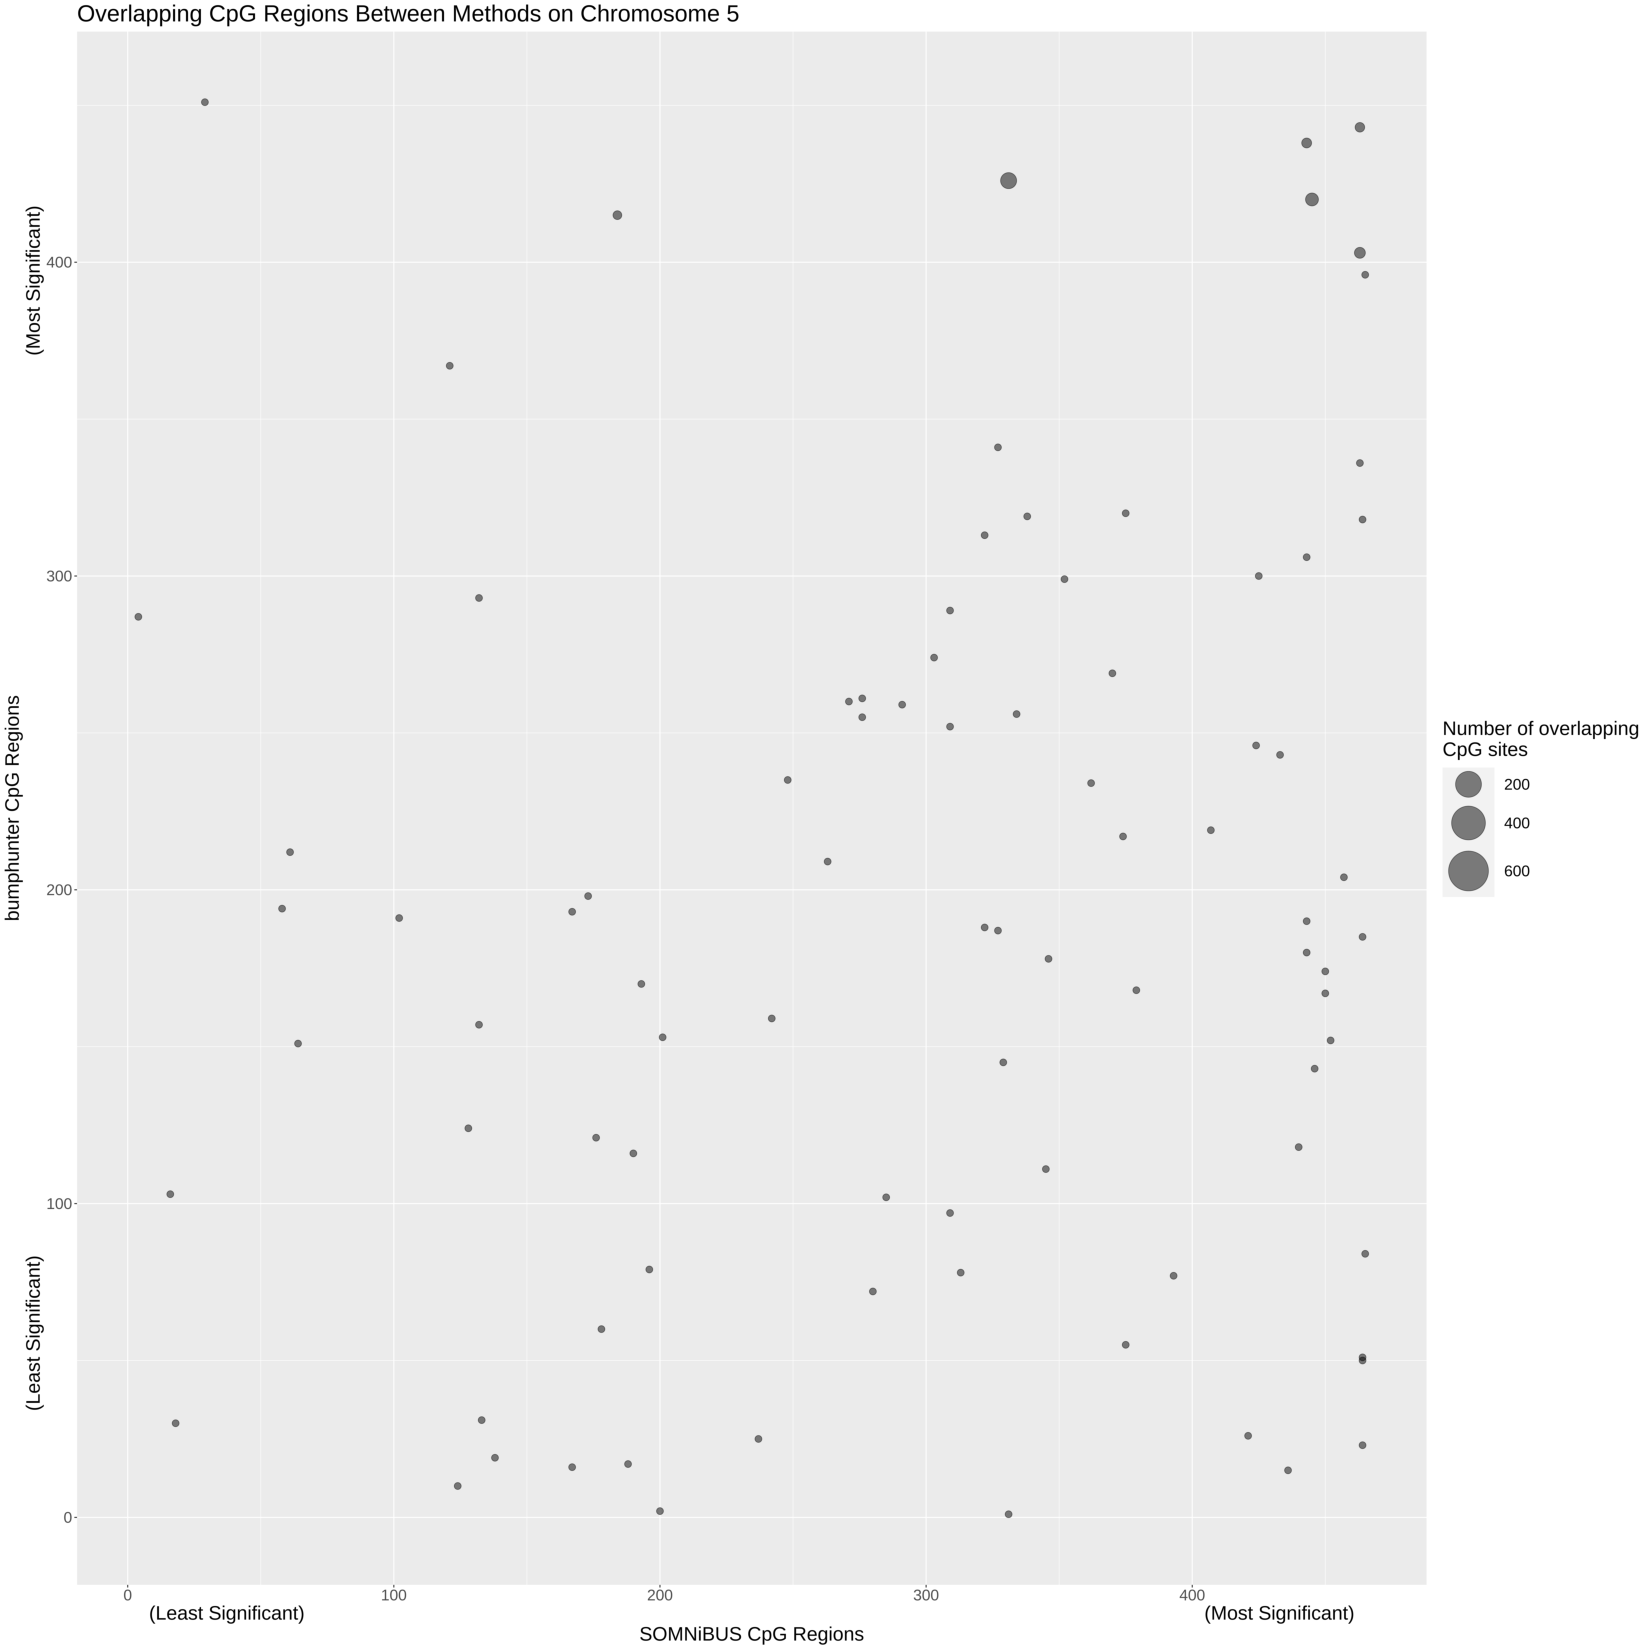 Overlapping CpG Regions Between Methods on Chromosome 5
(Most Significant)
bumphunter CpG Regions
(Least Significant)
400
300
200
100
0
0
100
200
300
400
(Least Significant)
(Most Significant)
SOMNiBUS CpG Regions
Number of overlapping
CpG sites
200
400
600